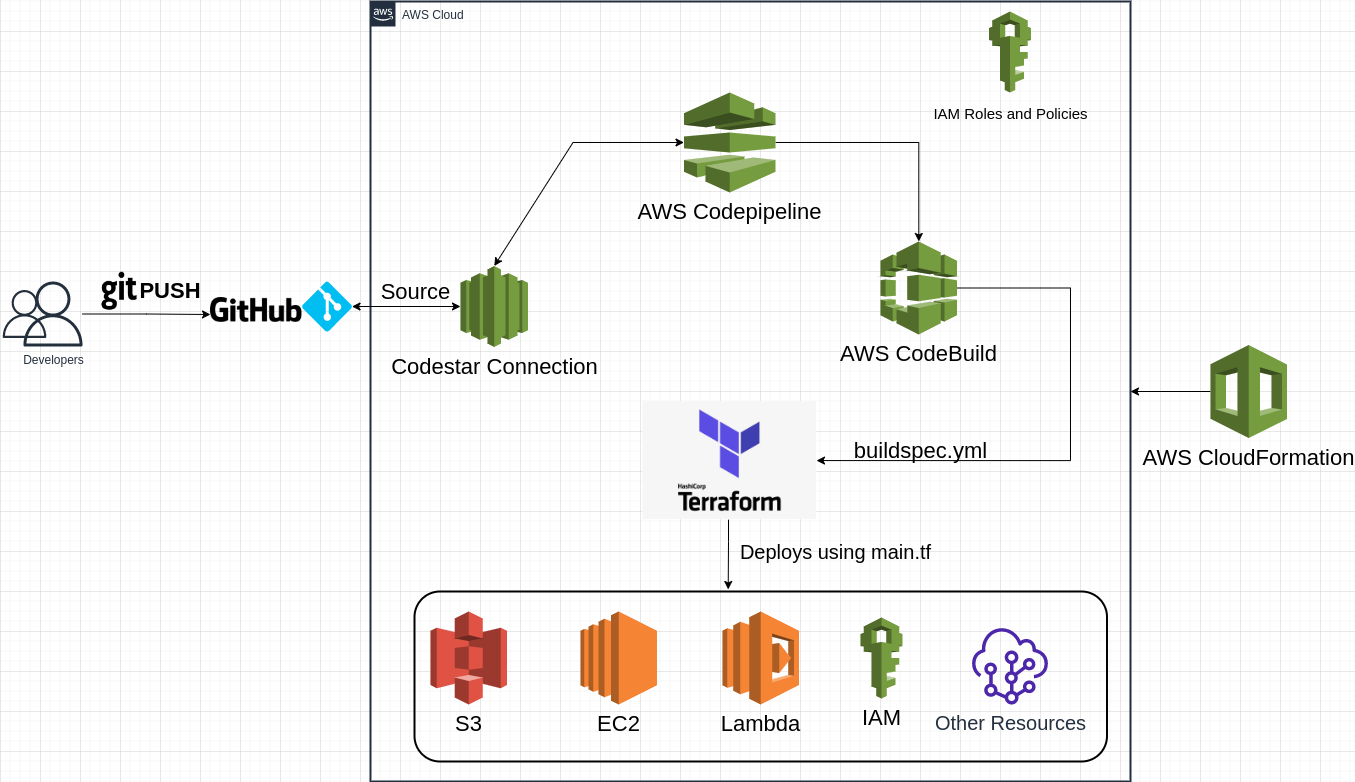 aws
AWS Cloud
IAM Roles and Policies
AWS Codepipeline
git PUSH
GitHub
Source
Developers
Codestar Connection
AWS CodeBuild
buildspec.yml
AWS CloudFormation
HashiCorp
Terraform
Deploys using main.tf
S3
EC2
Lambda
IAM
Other Resources